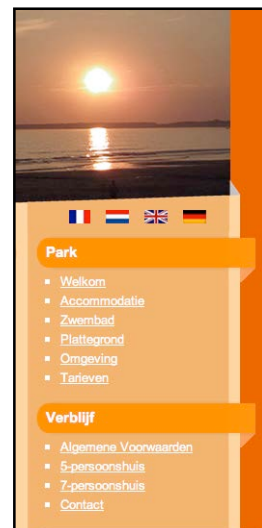 Park
Welkom
Accommodatie
Zwembad
Plattegrond
Omgeving
Tarieven
Verblijf
Algemene Voorwaarden
5-persoonshuis
7-persoonshuis
Contact